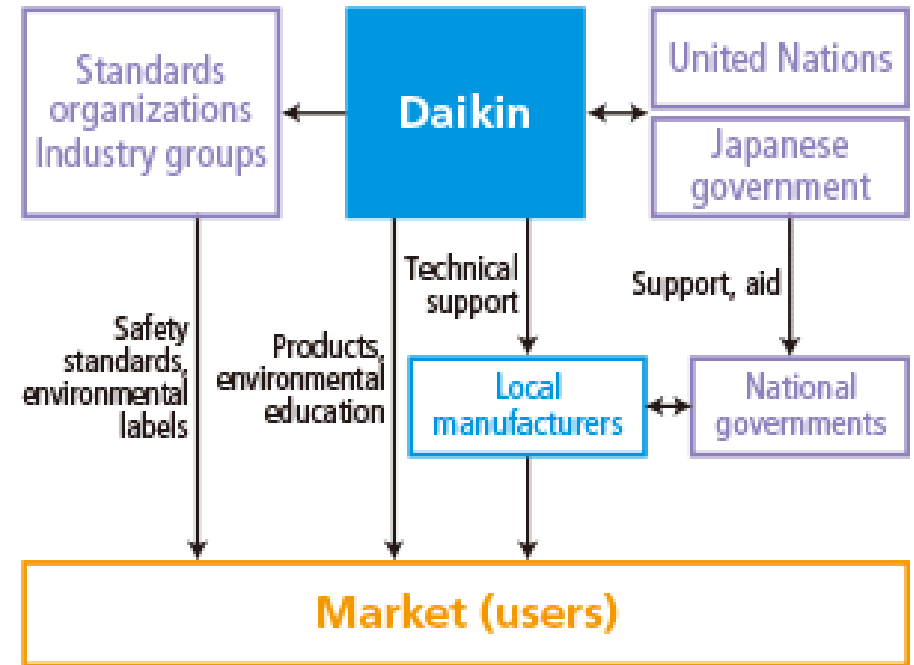 Standards
organizations
Industry groups
Daikin
United Nations
Japanese
government
Technical
support
Support, aid
Safety
standards,
environmental
labels
Products,
environmental
education
Local
manufacturers
National
governments
Market (users)